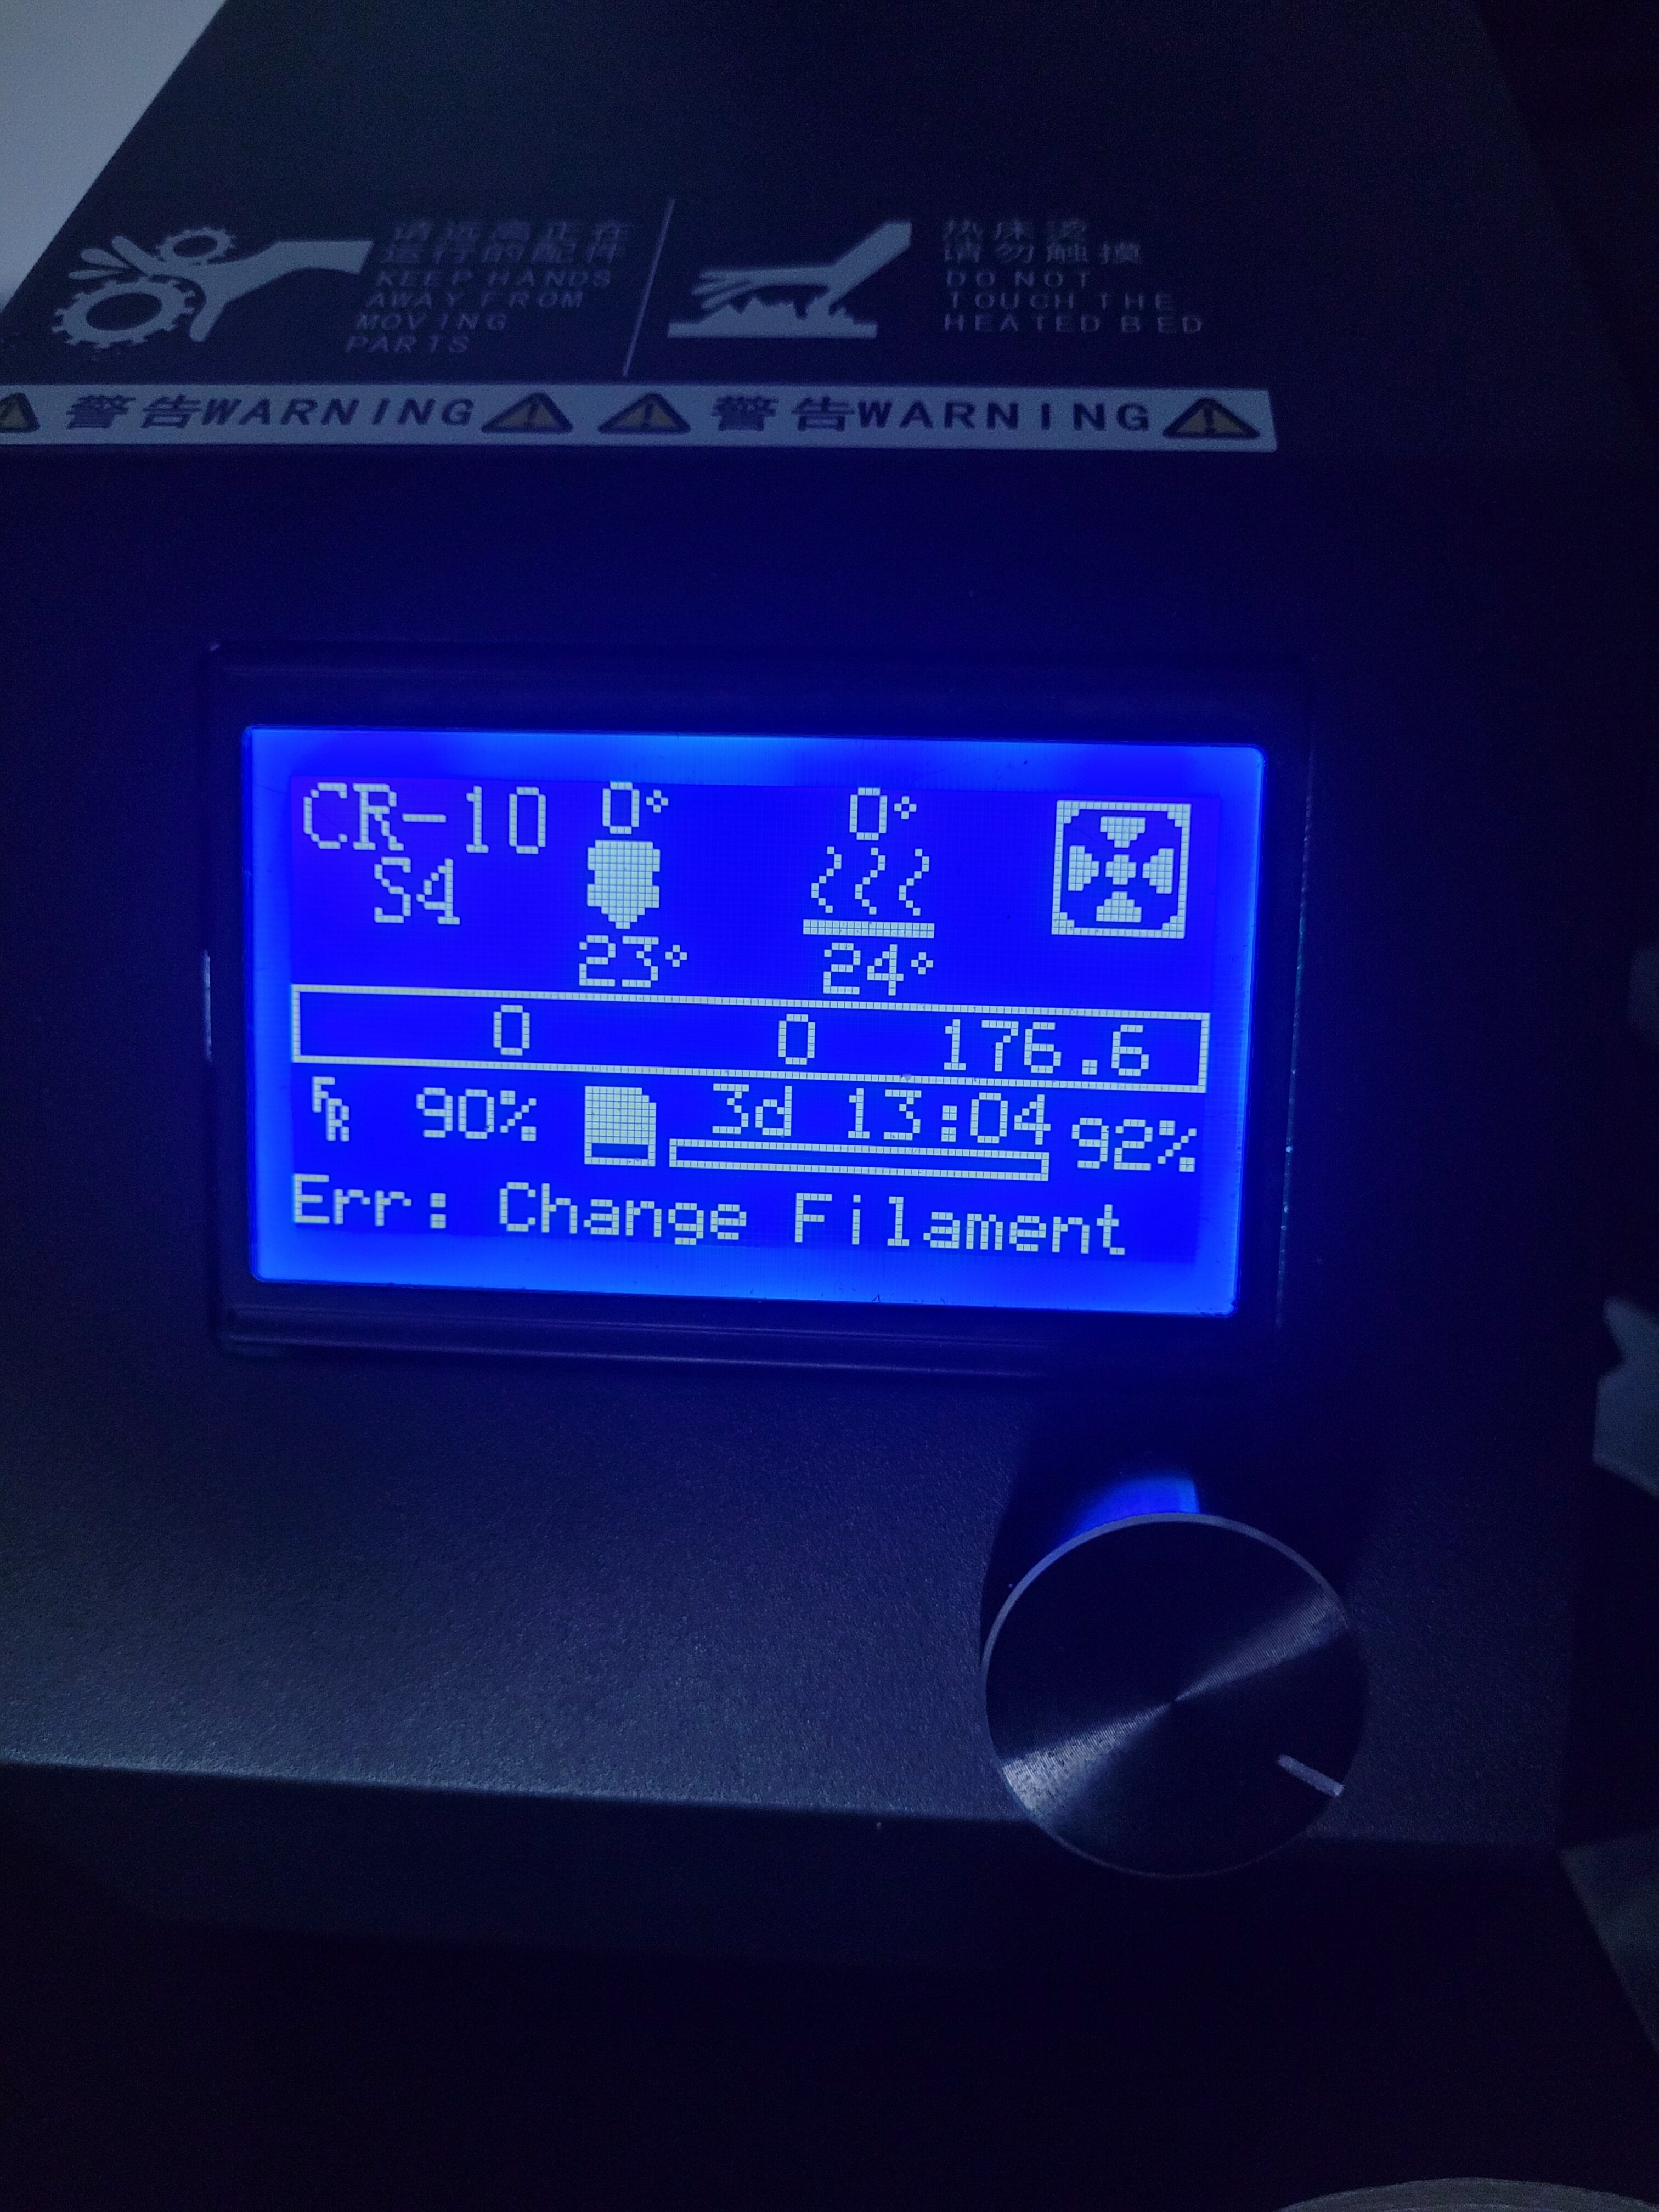 请远离正在
运行的配件
KEEP HANDS
AWAY FROM
MOVING
PARTS
热床烫
请勿触摸
DO NOT
TOUCH THE
HEATED BED
警告WARNING 警告WARNING
CR-10 0° 0°
S4
23° 24°
0 0 176.6
FR 90% 3d 13:04 92%
Err: Change Filament